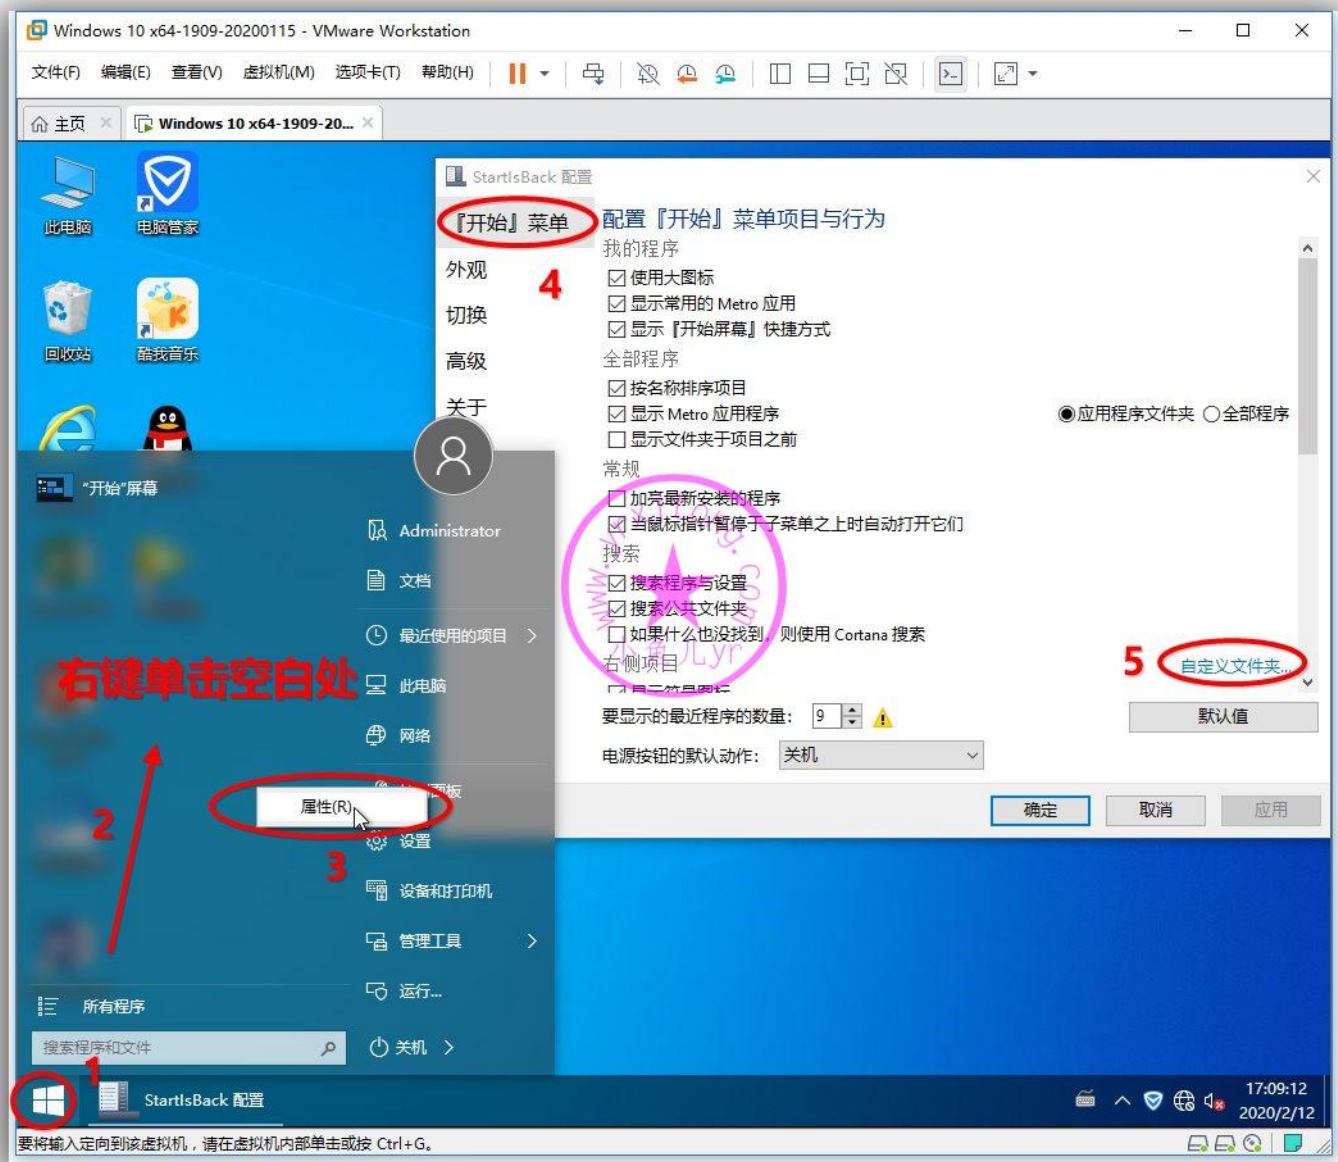 Windows 10 x64-1909-20200115 - VMware Workstation
文件(F) 编辑(E) 查看(V) 虚拟机(M) 选项卡(T) 帮助(H)
主页 Windows 10 x64-1909-20...
此电脑 电脑管家
回收站 酷我音乐
StartIsBack 配置
『开始』菜单
4
外观
切换
高级
关于
配置『开始』菜单项目与行为
我的程序
使用大图标
显示常用的 Metro 应用
显示『开始屏幕』快捷方式
全部程序
按名称排序项目
显示 Metro 应用程序 应用程序文件夹 全部程序
显示文件夹于项目之前
常规
加亮最新安装的程序
当鼠标指针暂停于子菜单之上时自动打开它们
搜索
搜索程序与设置
搜索公共文件夹
如果什么也没找到，则使用 Cortana 搜索
右侧项目
5 自定义文件夹...
要显示的最近程序的数量： 9 默认值
电源按钮的默认动作： 关机
确定 取消 应用
"开始"屏幕
Administrator
文档
最近使用的项目
右键单击空白处
此电脑
网络
面板
属性(R)
2
3
设置
设备和打印机
管理工具
运行...
所有程序
搜索程序和文件
关机
1
StartIsBack 配置
17:09:12
2020/2/12
要将输入定向到该虚拟机，请在虚拟机内部单击或按 Ctrl+G。
小鱼儿yr